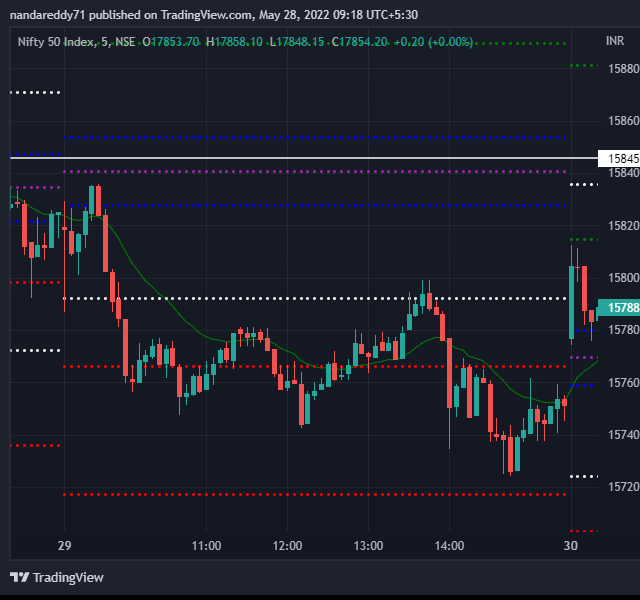 nandareddy71 published on TradingView.com, May 28, 2022 09:18 UTC+5:30
Nifty 50 Index, 5, NSE O17853.70 H17858.10 L17848.15 C17854.20 +0.20 (+0.00%)
INR
15880
15860
15845
15840
15820
15800
15788
15780
15760
15740
15720
29 11:00 12:00 13:00 14:00 30
TradingView